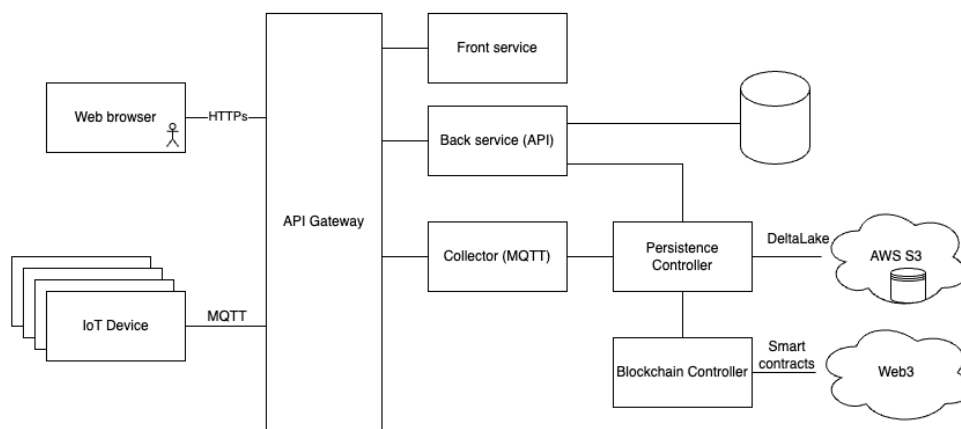 Front service
Web browser
HTTPs
Back service (API)
API Gateway
Collector (MQTT)
Persistence
Controller
DeltaLake
AWS S3
IoT Device
MQTT
Blockchain Controller
Smart
contracts
Web3